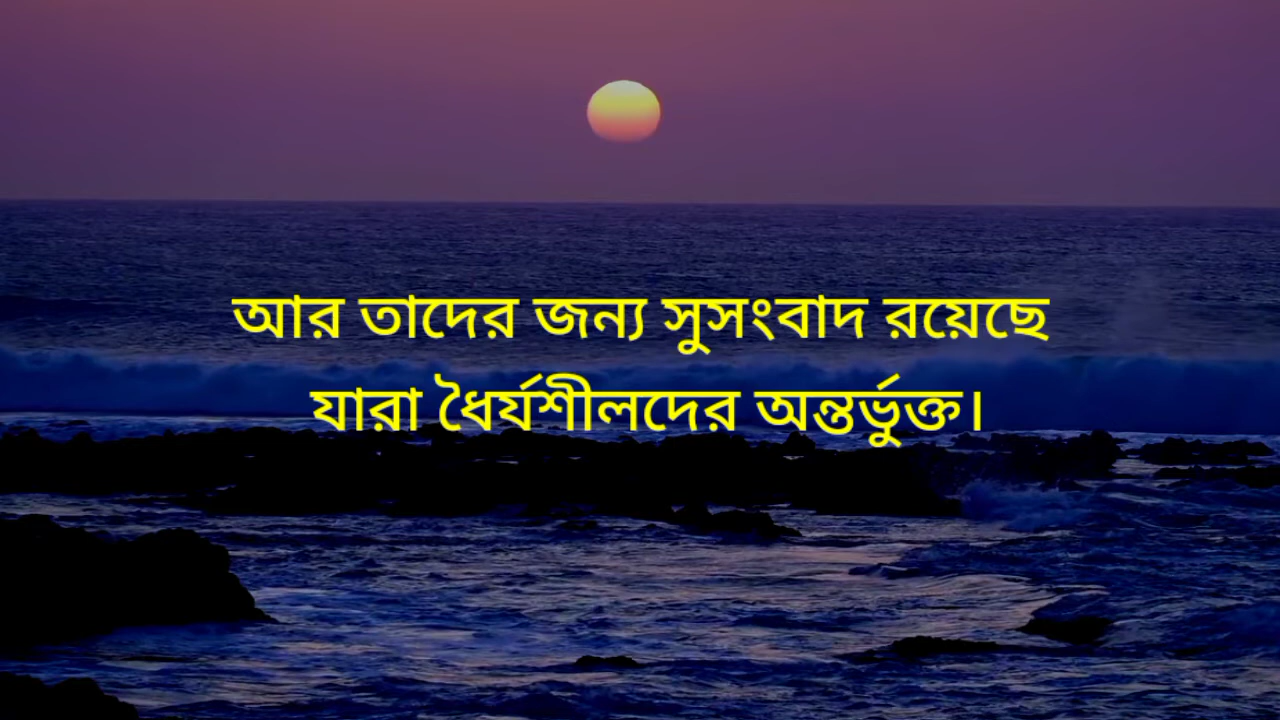 আর তাদের জন্য সুসংবাদ রয়েছে
যারা ধৈর্যশীলদের অন্তর্ভুক্ত।